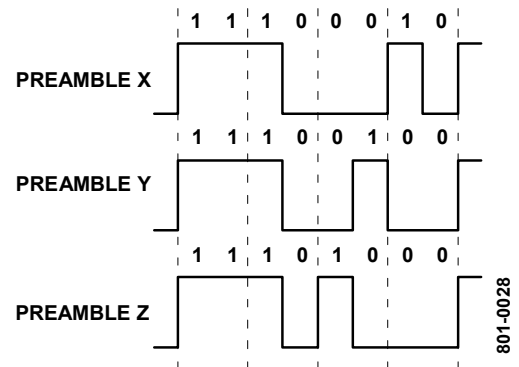 1 1 1 0 0 0 1 0
PREAMBLE X
1 1 1 0 0 1 0 0
PREAMBLE Y
1 1 1 0 1 0 0 0
PREAMBLE Z
801-0028